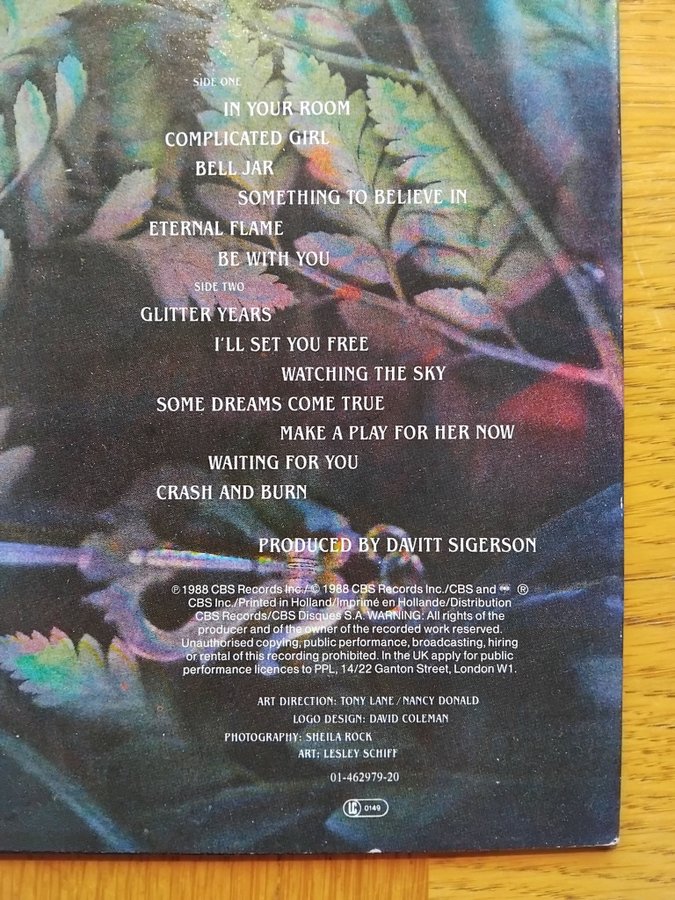 SIDE ONE
IN YOUR ROOM
COMPLICATED GIRL
BELL JAR
SOMETHING TO BELIEVE IN
ETERNAL FLAME
BE WITH YOU
SIDE TWO
GLITTER YEARS
I'LL SET YOU FREE
WATCHING THE SKY
SOME DREAMS COME TRUE
MAKE A PLAY FOR HER NOW
WAITING FOR YOU
CRASH AND BURN
PRODUCED BY DAVITT SIGERSON
℗ 1988 CBS Records Inc./ © 1988 CBS Records Inc./CBS and ®
CBS Inc./Printed in Holland/Imprimé en Hollande/Distribution
CBS Records/CBS Disques S.A. WARNING: All rights of the
producer and of the owner of the recorded work reserved.
Unauthorised copying, public performance, broadcasting, hiring
or rental of this recording prohibited. In the UK apply for public
performance licences to PPL, 14/22 Ganton Street, London W1.
ART DIRECTION: TONY LANE/NANCY DONALD
LOGO DESIGN: DAVID COLEMAN
PHOTOGRAPHY: SHEILA ROCK
ART: LESLEY SCHIFF
01-462979-20
LC 0149